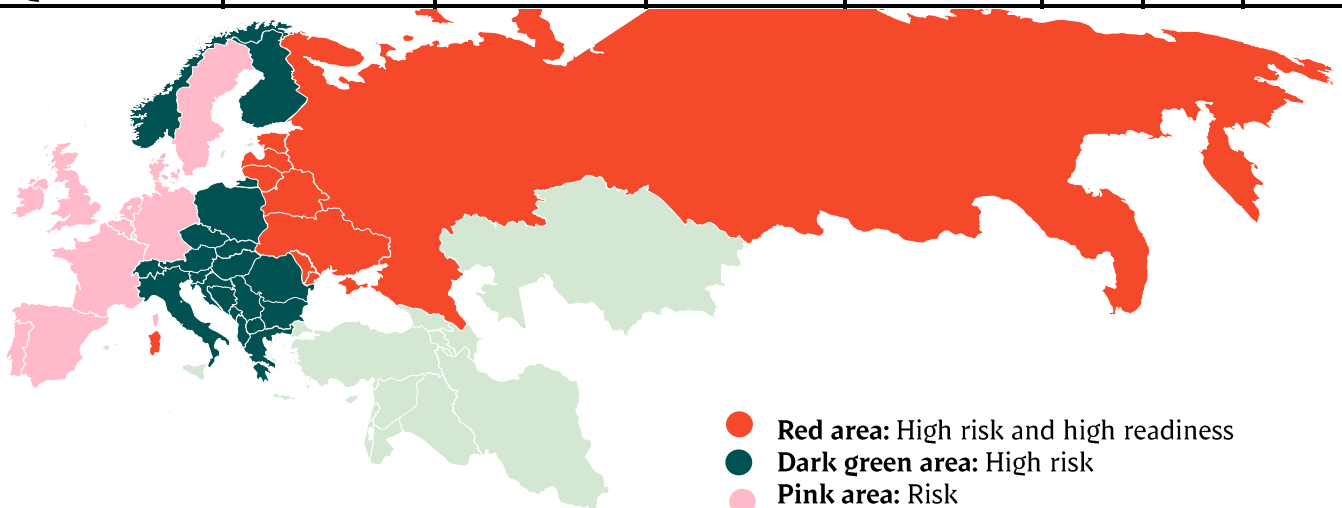 Red area: High risk and high readiness
Dark green area: High risk
Pink area: Risk